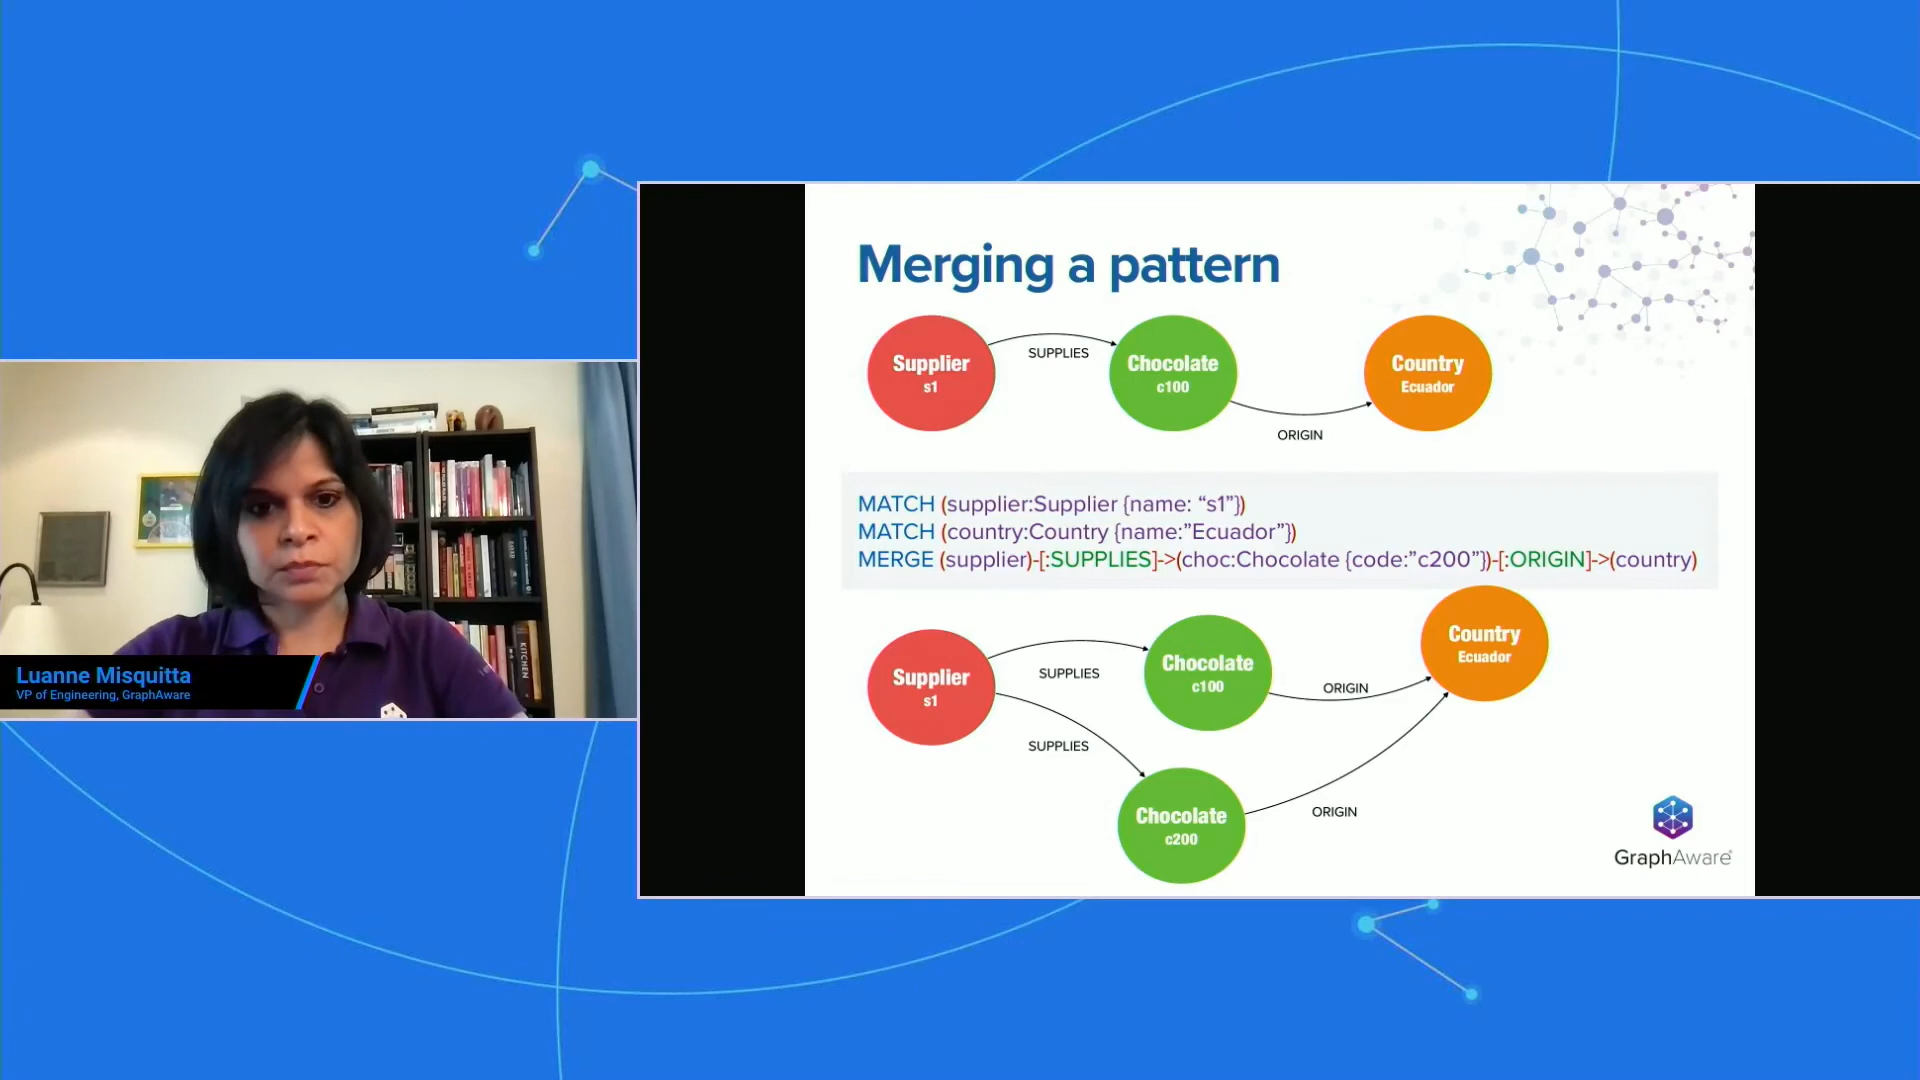 Merging a pattern
Supplier
s1
SUPPLIES
Chocolate
c100
ORIGIN
Country
Ecuador
MATCH (supplier:Supplier {name: “s1”})
MATCH (country:Country {name:”Ecuador”})
MERGE (supplier)-[:SUPPLIES]->(choc:Chocolate {code:”c200”})-[:ORIGIN]->(country)
Supplier
s1
SUPPLIES
Chocolate
c100
ORIGIN
Country
Ecuador
SUPPLIES
Chocolate
c200
ORIGIN
GraphAware
Luanne Misquitta
VP of Engineering, GraphAware
KITCHEN